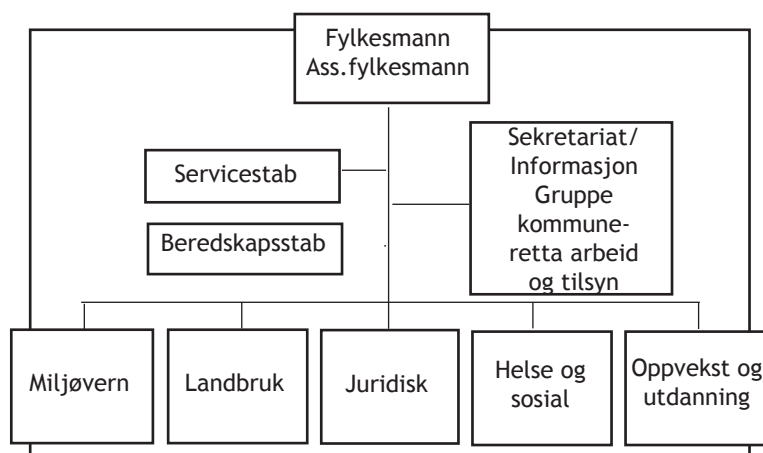 Fylkesmann
Ass.fylkesmann
Servicestab
Beredskapsstab
Sekretariat/
Informasjon
Gruppe
kommune-
retta arbeid
og tilsyn
Miljøvern
Landbruk
Juridisk
Helse og
sosial
Oppvekst og
utdanning